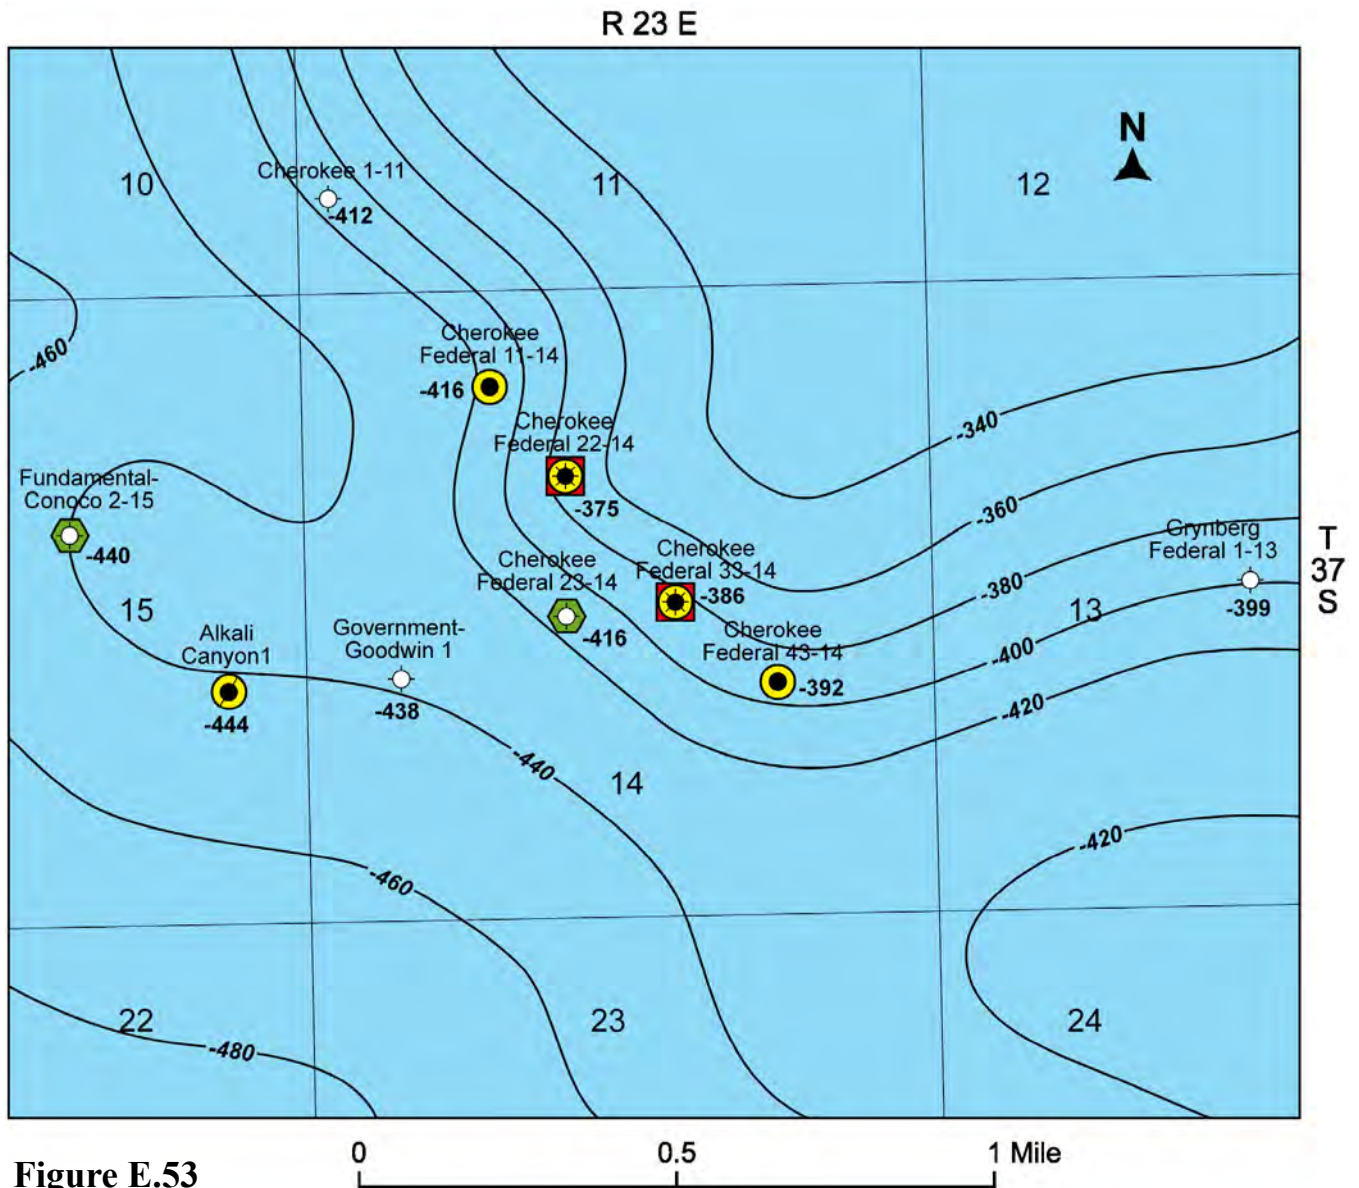 R 23 E
N
10
Cherokee 1-11
-412
11
12
-460
Cherokee
Federal 11-14
-416
Cherokee
Federal 22-14
-375
-340
-360
Fundamental-
Conoco 2-15
-440
Grynberg
Federal 1-13
-399
T
37
S
Cherokee
Federal 23-14
-416
Cherokee
Federal 33-14
-386
-380
13
15
Alkali
Canyon1
-444
Government-
Goodwin 1
-438
Cherokee
Federal 43-14
-392
-400
-420
-440
14
-420
-460
22
-480
23
24
0
0.5
1 Mile
Figure E.53